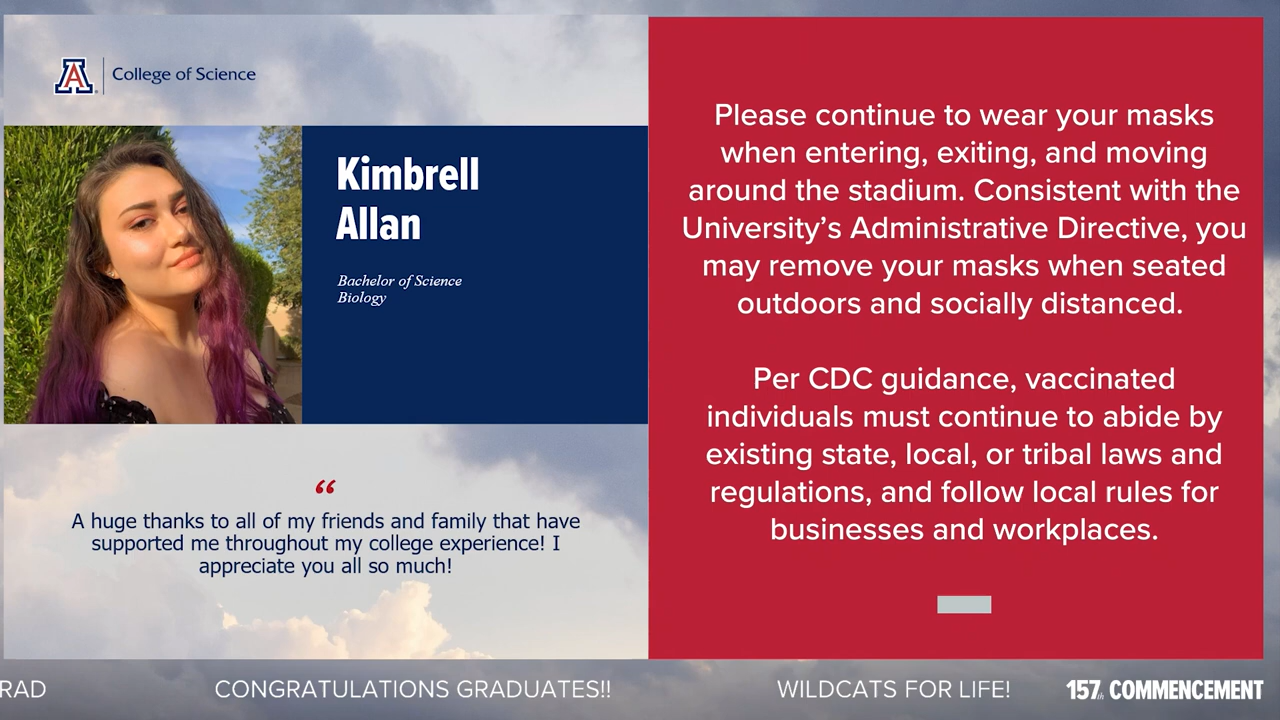 A College of Science
Kimbrell
Allan
Bachelor of Science
Biology
“
A huge thanks to all of my friends and family that have
supported me throughout my college experience! I
appreciate you all so much!
Please continue to wear your masks
when entering, exiting, and moving
around the stadium. Consistent with the
University’s Administrative Directive, you
may remove your masks when seated
outdoors and socially distanced.
Per CDC guidance, vaccinated
individuals must continue to abide by
existing state, local, or tribal laws and
regulations, and follow local rules for
businesses and workplaces.
RAD CONGRATULATIONS GRADUATES!! WILDCATS FOR LIFE! 157th COMMENCEMENT